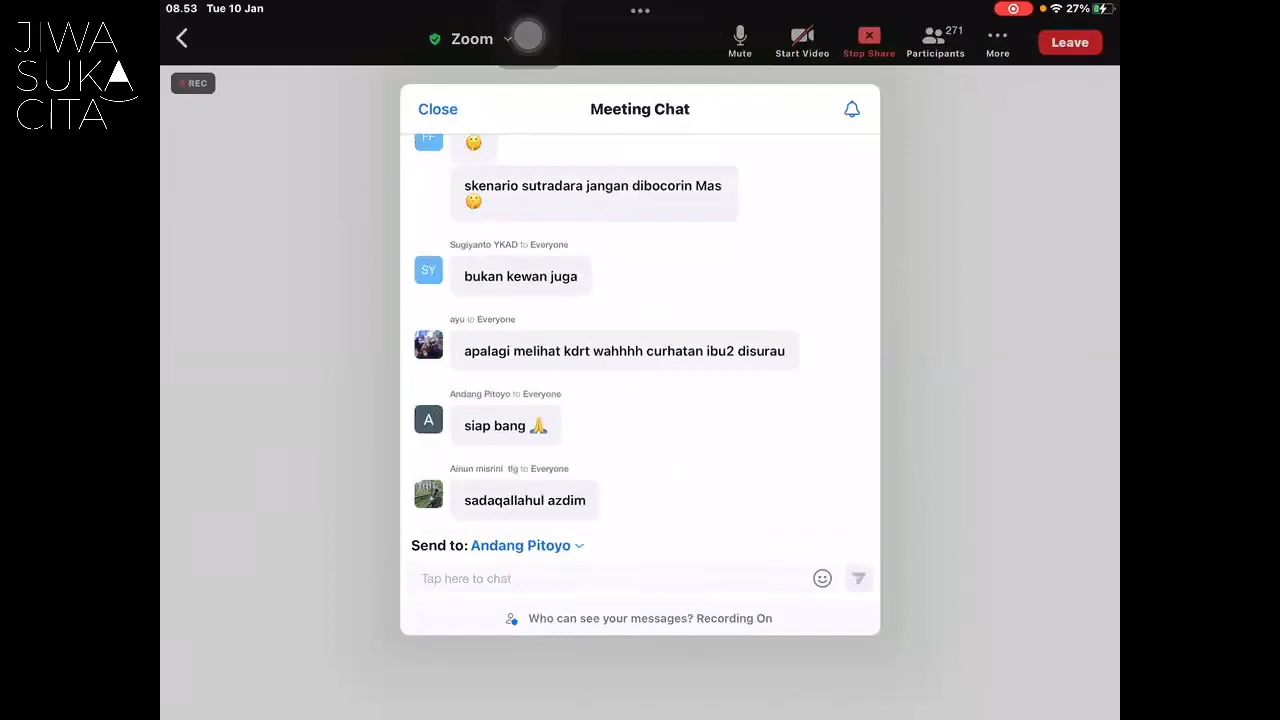 08.53 Tue 10 Jan
27%
JIWA
SUKA
CITA
Zoom
Mute
Start Video
Stop Share
Participants
271
More
Leave
REC
Close
Meeting Chat
FF
skenario sutradara jangan dibocorin Mas
Sugiyanto YKAD to Everyone
SY
bukan kewan juga
ayu to Everyone
apalagi melihat kdrt wahhhh curhatan ibu2 disurau
Andang Pitoyo to Everyone
A
siap bang 🙏
Ainun misrini tlg to Everyone
sadaqallahul azdim
Send to: Andang Pitoyo
Tap here to chat
Who can see your messages? Recording On